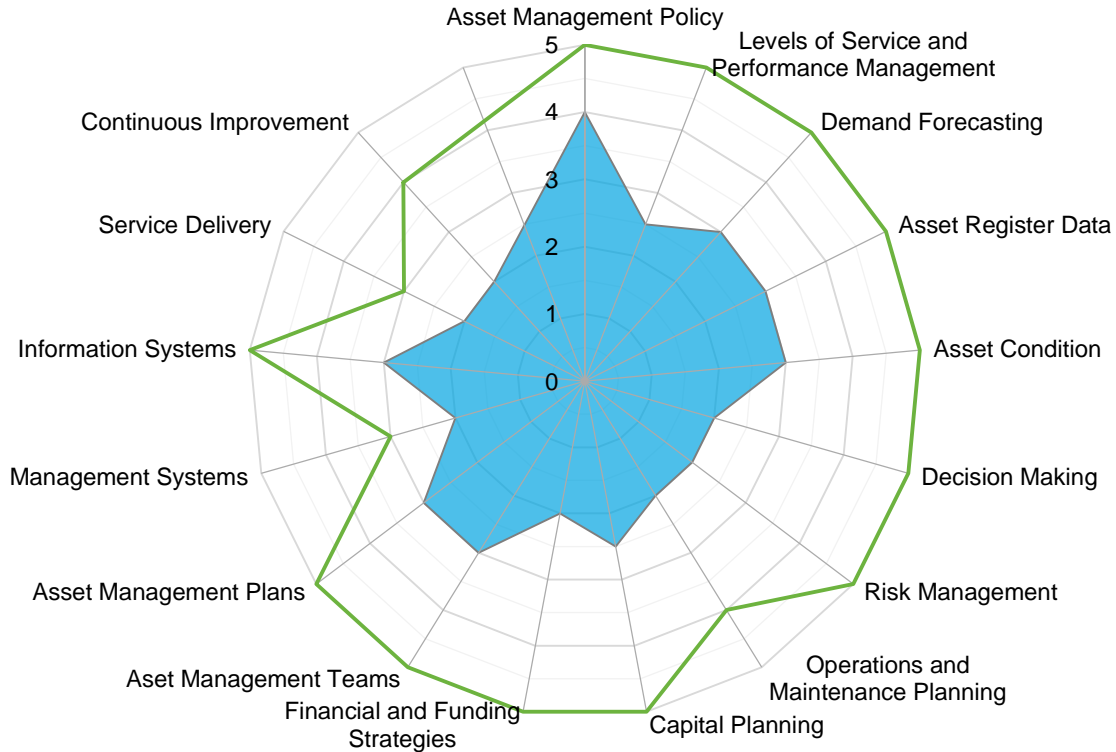 Asset Management Policy
Levels of Service and
Performance Management
Demand Forecasting
Asset Register Data
Asset Condition
Decision Making
Risk Management
Operations and
Maintenance Planning
Capital Planning
Financial and Funding
Strategies
Aset Management Teams
Asset Management Plans
Management Systems
Information Systems
Service Delivery
Continuous Improvement
5
4
3
2
1
0